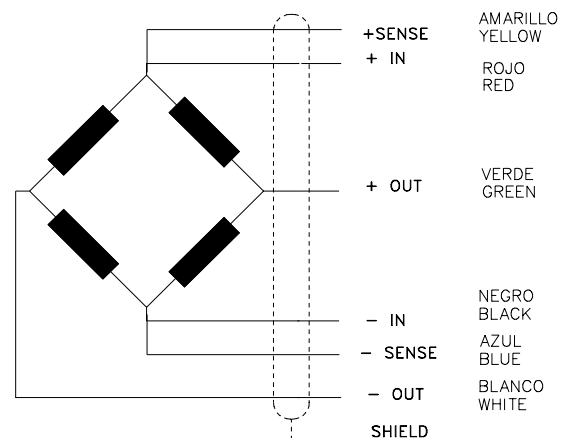 +SENSE
AMARILLO
YELLOW
+ IN
ROJO
RED
+ OUT
VERDE
GREEN
- IN
NEGRO
BLACK
- SENSE
AZUL
BLUE
- OUT
BLANCO
WHITE
SHIELD